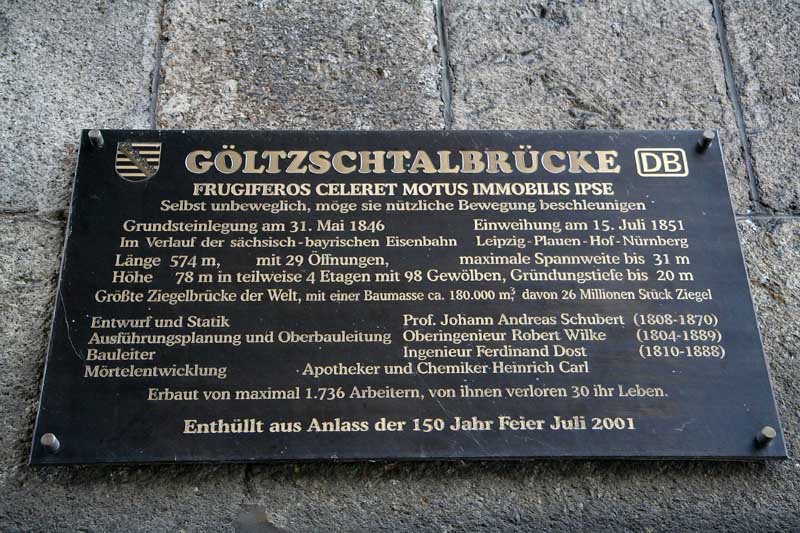 GÖLTZSCHTALBRÜCKE DB
FRUGIFEROS CELERET MOTUS IMMOBILIS IPSE
Selbst unbeweglich, möge sie nützliche Bewegung beschleunigen
Grundsteinlegung am 31. Mai 1846 Einweihung am 15. Juli 1851
Im Verlauf der sächsisch-bayrischen Eisenbahn Leipzig-Plauen-Hof-Nürnberg
Länge 574 m, mit 29 Öffnungen, maximale Spannweite bis 31 m
Höhe 78 m in teilweise 4 Etagen mit 98 Gewölben, Gründungstiefe bis 20 m
Größte Ziegelbrücke der Welt, mit einer Baumasse ca. 180.000 m³, davon 26 Millionen Stück Ziegel
Entwurf und Statik Prof. Johann Andreas Schubert (1808-1870)
Ausführungsplanung und Oberbauleitung Oberingenieur Robert Wilke (1804-1889)
Bauleiter Ingenieur Ferdinand Dost (1810-1888)
Mörtelentwicklung Apotheker und Chemiker Heinrich Carl
Erbaut von maximal 1.736 Arbeitern, von ihnen verloren 30 ihr Leben.
Enthüllt aus Anlass der 150 Jahr Feier Juli 2001